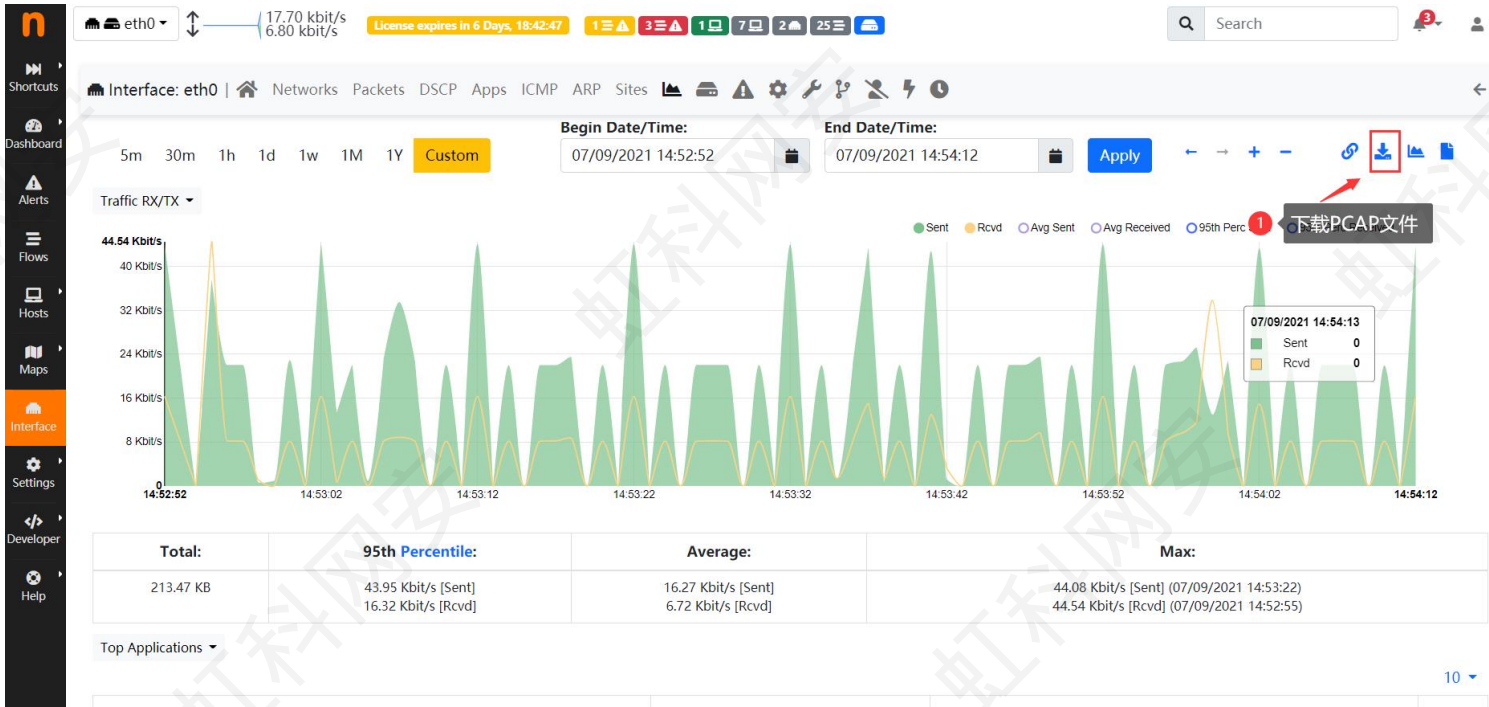 n
eth0
17.70 kbit/s
6.80 kbit/s
License expires in 6 Days, 18:42:47
1
3
1
7
2
25
Search
3
Shortcuts
Dashboard
Alerts
Flows
Hosts
Maps
Interface
Settings
Developer
Help
Interface: eth0 | Networks Packets DSCP Apps ICMP ARP Sites
Begin Date/Time:
End Date/Time:
5m 30m 1h 1d 1w 1M 1Y Custom
07/09/2021 14:52:52
07/09/2021 14:54:12
Apply
Traffic RX/TX
Sent Rcvd Avg Sent Avg Received 95th Perc
1 下载PCAP文件
44.54 Kbit/s
40 Kbit/s
32 Kbit/s
24 Kbit/s
16 Kbit/s
8 Kbit/s
0
07/09/2021 14:54:13
Sent 0
Rcvd 0
14:52:52 14:53:02 14:53:12 14:53:22 14:53:32 14:53:42 14:53:52 14:54:02 14:54:12
Total: 95th Percentile: Average: Max:
213.47 KB
43.95 Kbit/s [Sent]
16.32 Kbit/s [Rcvd]
16.27 Kbit/s [Sent]
6.72 Kbit/s [Rcvd]
44.08 Kbit/s [Sent] (07/09/2021 14:53:22)
44.54 Kbit/s [Rcvd] (07/09/2021 14:52:55)
Top Applications
10
虹科网安